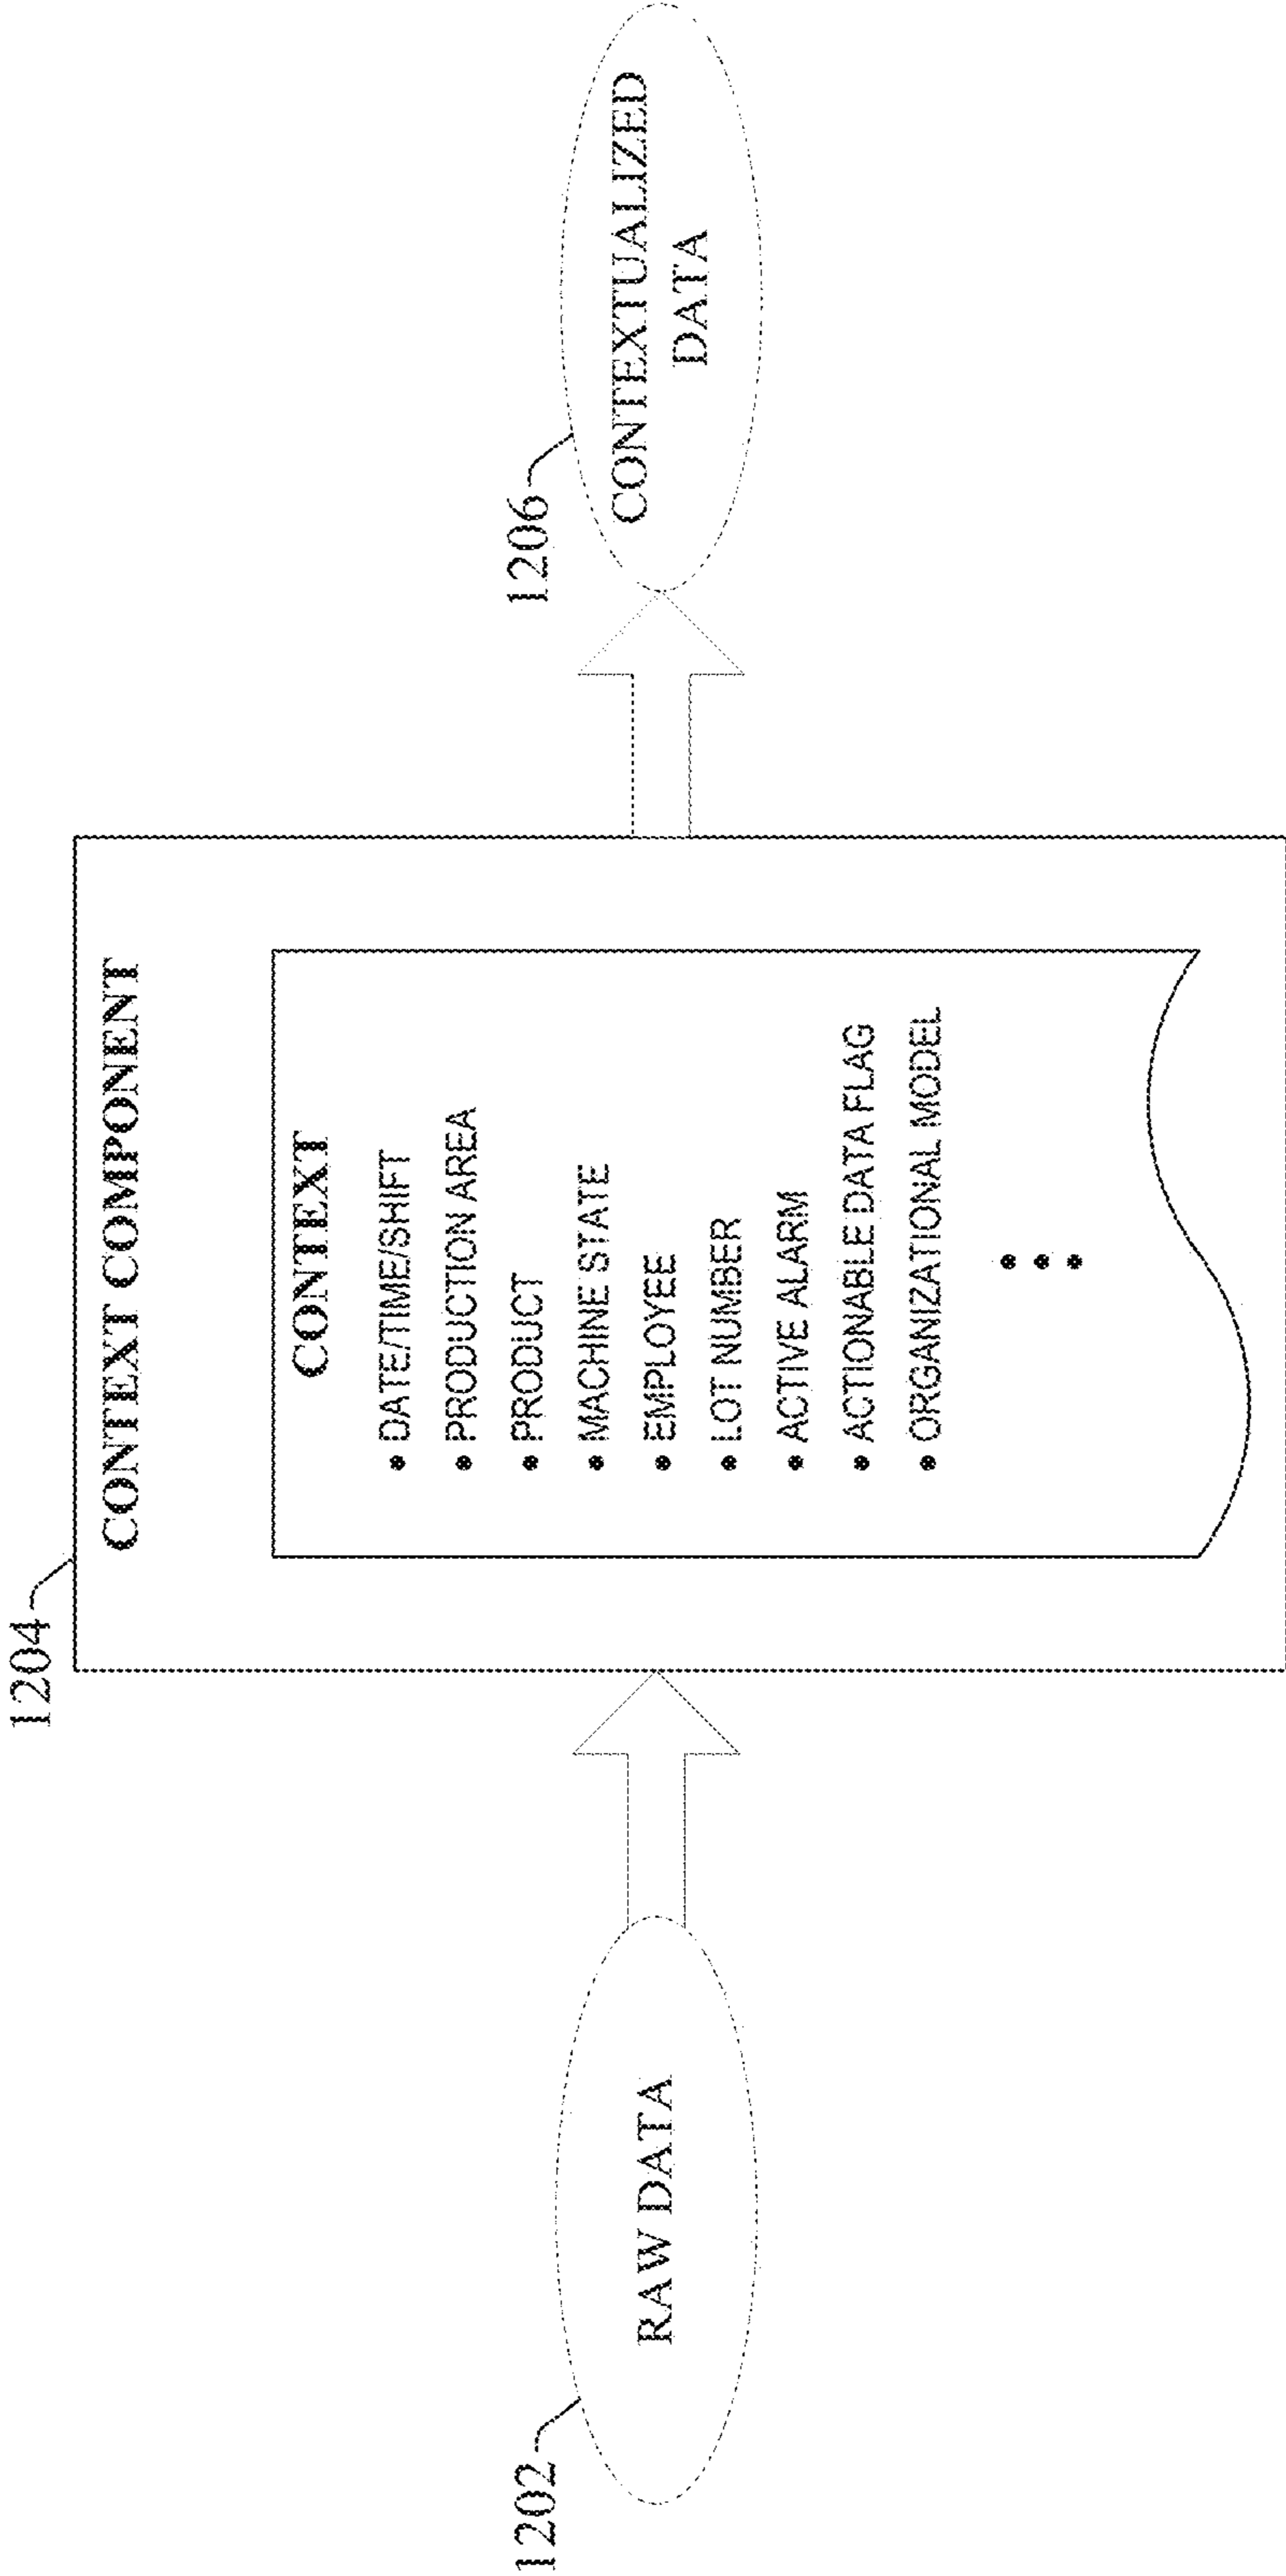 1204
CONTEXT COMPONENT
CONTEXT
• DATE/TIME/SHIFT
• PRODUCTION AREA
• PRODUCT
• MACHINE STATE
• EMPLOYEE
• LOT NUMBER
• ACTIVE ALARM
• ACTIONABLE DATA FLAG
• ORGANIZATIONAL MODEL
1202
RAW DATA
1206
CONTEXTUALIZED
DATA